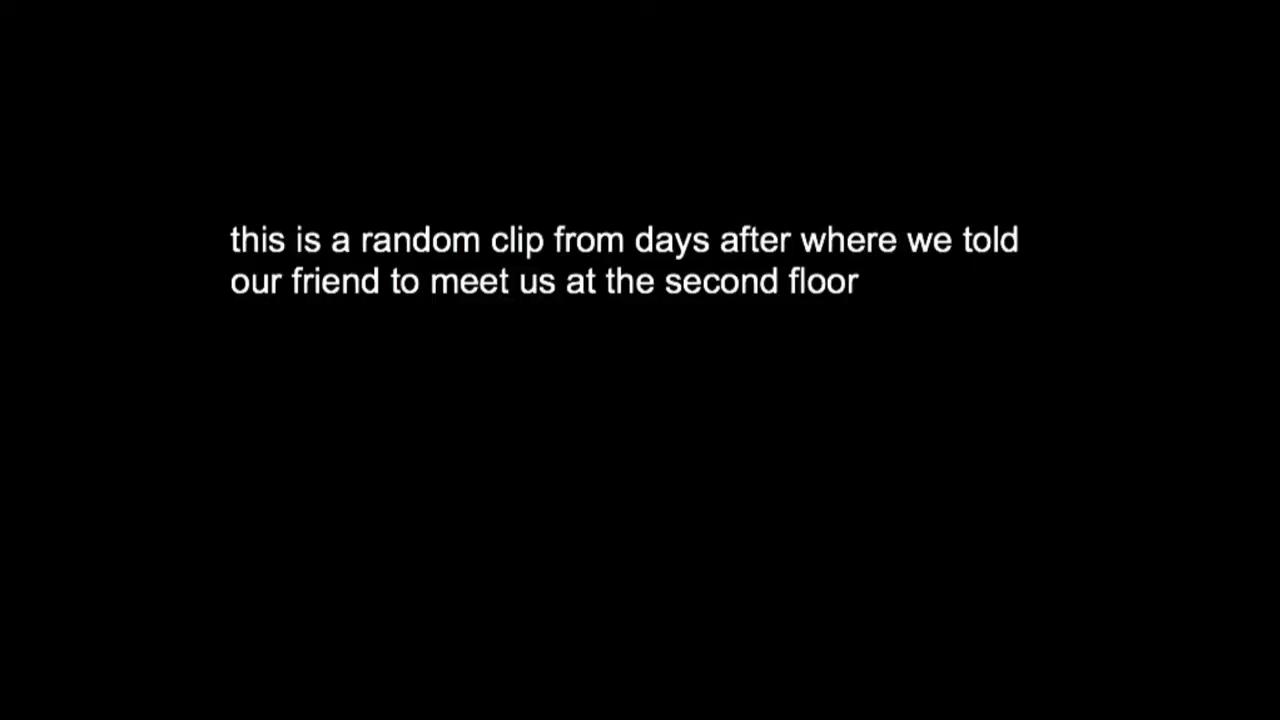 this is a random clip from days after where we told
our friend to meet us at the second floor